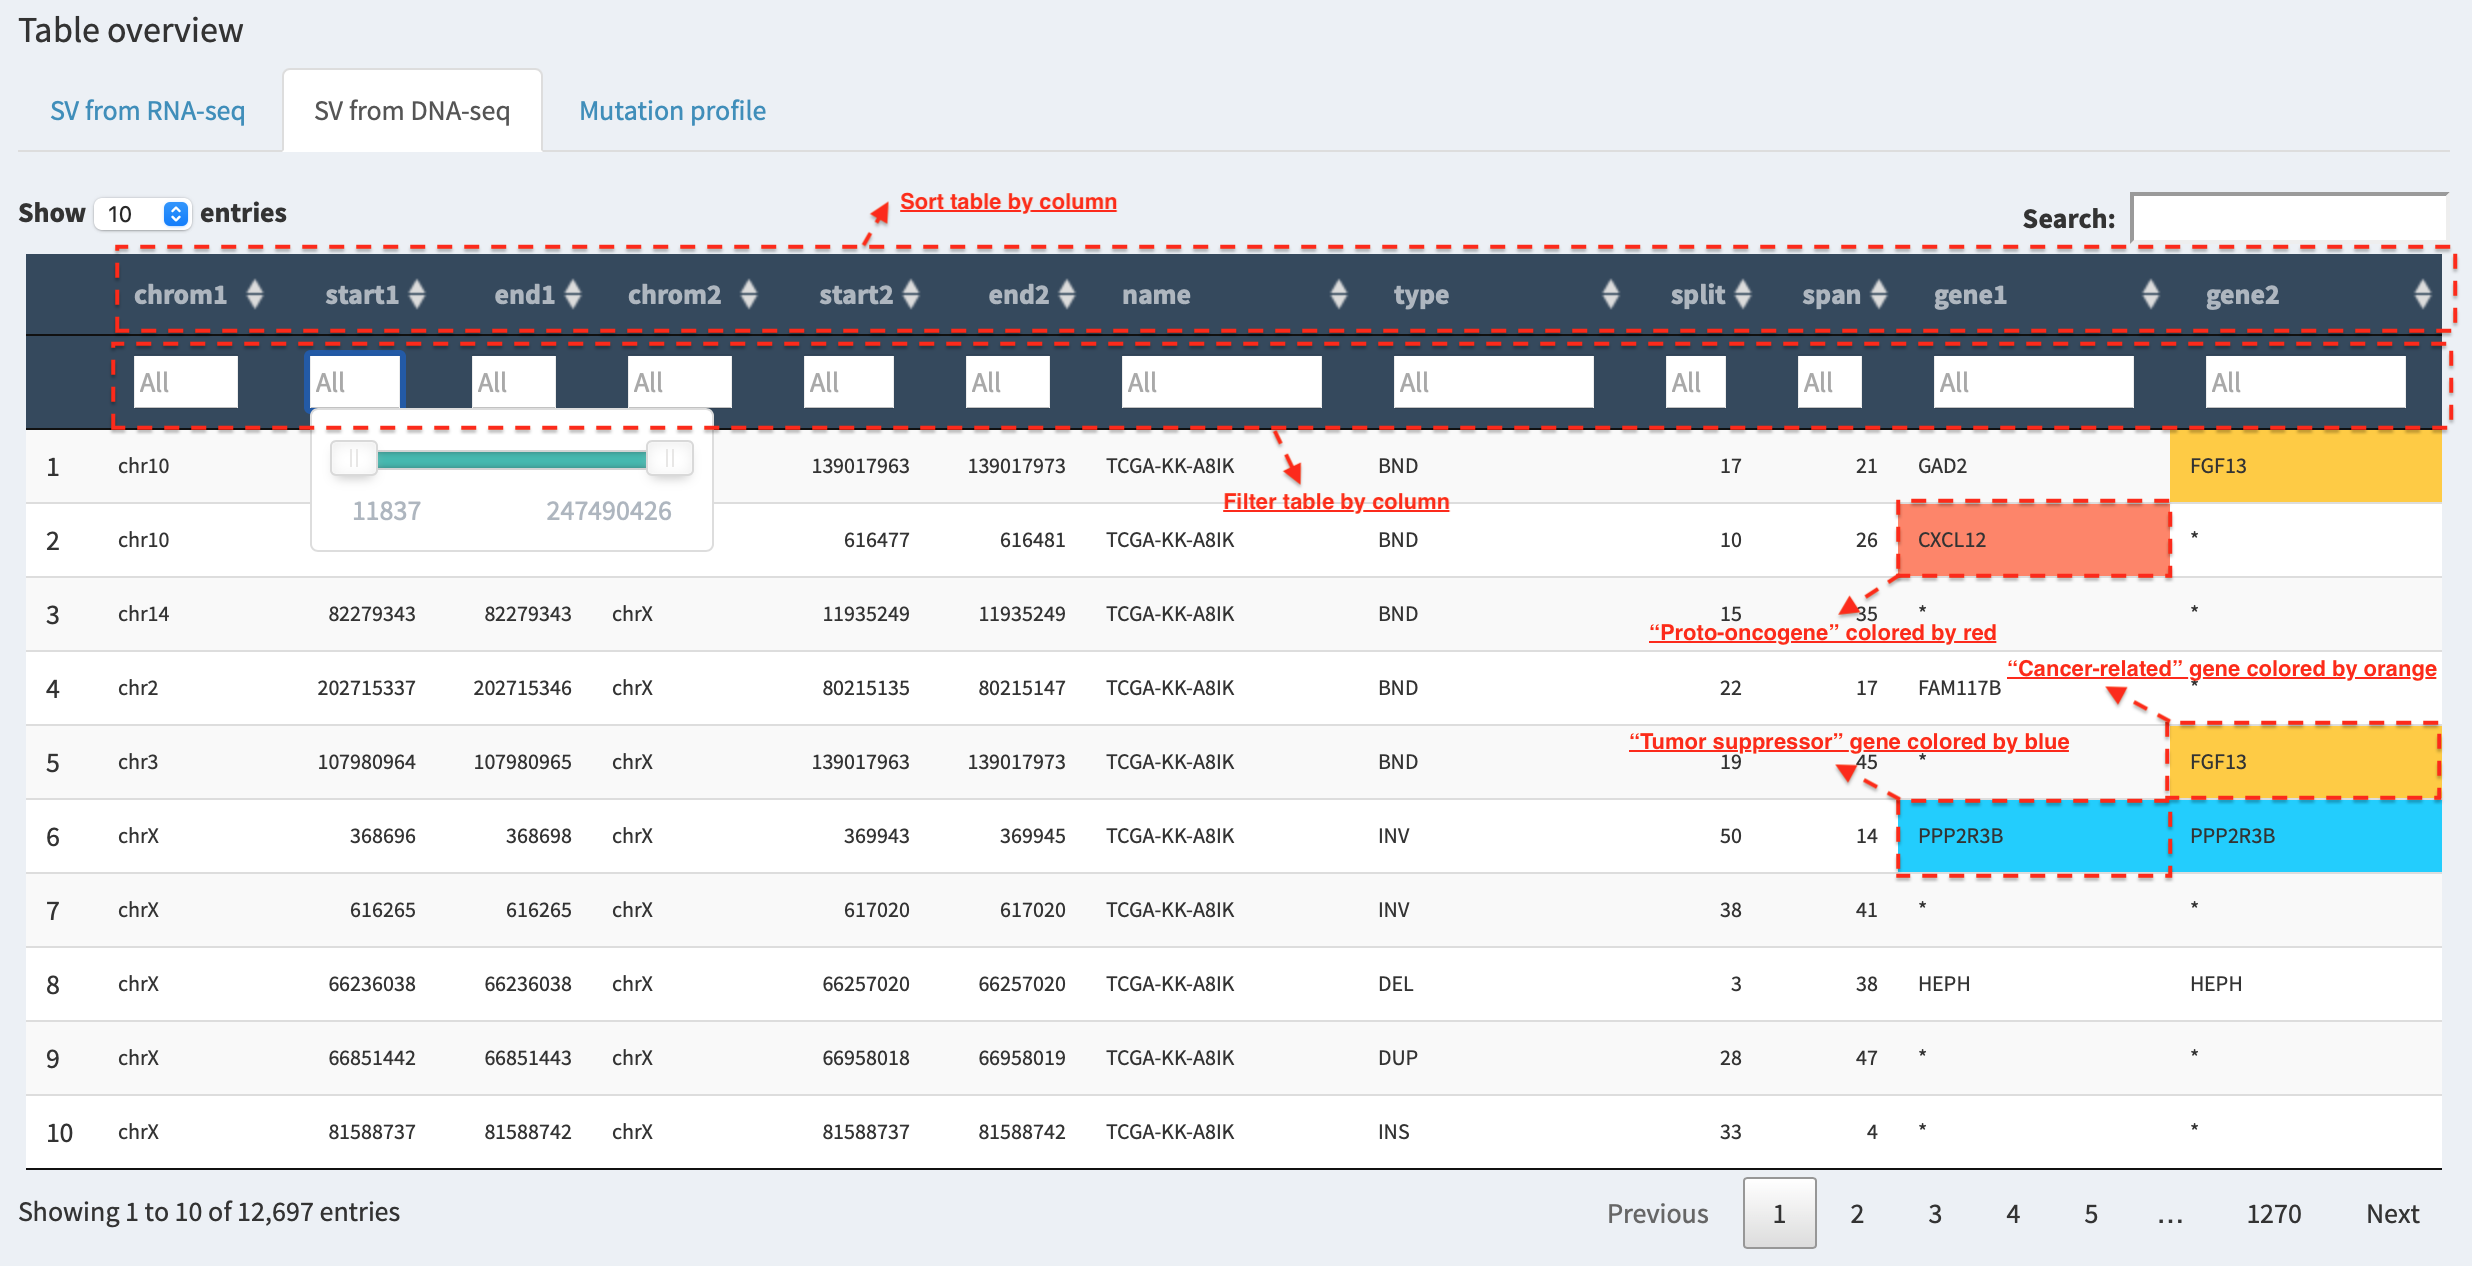 Table overview
SV from RNA-seq SV from DNA-seq Mutation profile
Show 10 entries
Sort table by column
Search:
chrom1 start1 end1 chrom2 start2 end2 name type split span gene1 gene2
All All All All All All All All All All All All
11837 247490426
Filter table by column
1 chr10 139017963 139017973 TCGA-KK-A8IK BND 17 21 GAD2 FGF13
2 chr10 616477 616481 TCGA-KK-A8IK BND 10 26 CXCL12 *
3 chr14 82279343 82279343 chrX 11935249 11935249 TCGA-KK-A8IK BND 15 35 * *
“Proto-oncogene” colored by red
“Cancer-related” gene colored by orange
4 chr2 202715337 202715346 chrX 80215135 80215147 TCGA-KK-A8IK BND 22 17 FAM117B *
“Tumor suppressor” gene colored by blue
5 chr3 107980964 107980965 chrX 139017963 139017973 TCGA-KK-A8IK BND 19 45 * FGF13
6 chrX 368696 368698 chrX 369943 369945 TCGA-KK-A8IK INV 50 14 PPP2R3B PPP2R3B
7 chrX 616265 616265 chrX 617020 617020 TCGA-KK-A8IK INV 38 41 * *
8 chrX 66236038 66236038 chrX 66257020 66257020 TCGA-KK-A8IK DEL 3 38 HEPH HEPH
9 chrX 66851442 66851443 chrX 66958018 66958019 TCGA-KK-A8IK DUP 28 47 * *
10 chrX 81588737 81588742 chrX 81588737 81588742 TCGA-KK-A8IK INS 33 4 * *
Showing 1 to 10 of 12,697 entries
Previous 1 2 3 4 5 … 1270 Next